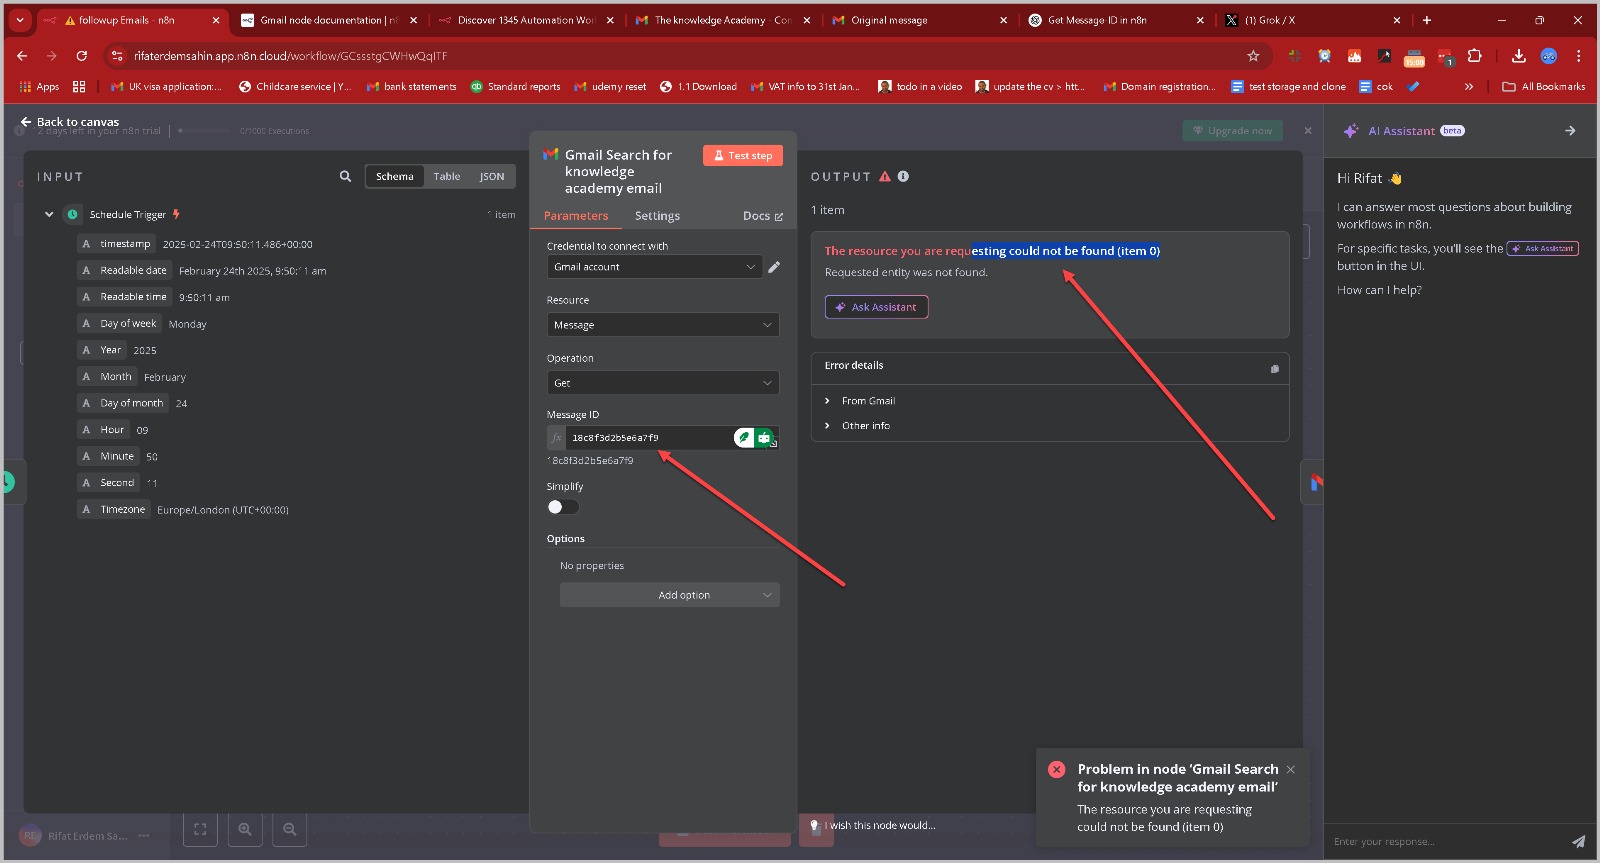 followup Emails - n8n
Gmail node documentation | n8
Discover 1345 Automation Wor
The knowledge Academy - Con
Original message
Get Message-ID in n8n
(1) Grok / X
rifaterdemsahin.app.n8n.cloud/workflow/GCssstgCWHwQqITF
15:00
1
Apps
UK visa application:...
Childcare service | Y...
bank statements
Standard reports
udemy reset
1.1 Download
VAT info to 31st Jan...
todo in a video
update the cv > htt...
Domain registration...
test storage and clone
cok
All Bookmarks
Back to canvas
2 days left in your n8n trial
0/1000 Executions
Upgrade now
INPUT
Schema
Table
JSON
Schedule Trigger
1 item
A timestamp 2025-02-24T09:50:11.486+00:00
A Readable date February 24th 2025, 9:50:11 am
A Readable time 9:50:11 am
A Day of week Monday
A Year 2025
A Month February
A Day of month 24
A Hour 09
A Minute 50
A Second 11
A Timezone Europe/London (UTC+00:00)
Gmail Search for
knowledge
academy email
Test step
Parameters
Settings
Docs
Credential to connect with
Gmail account
Resource
Message
Operation
Get
Message ID
fx 18c8f3d2b5e6a7f9
18c8f3d2b5e6a7f9
Simplify
Options
No properties
Add option
OUTPUT
1 item
The resource you are requesting could not be found (item 0)
Requested entity was not found.
Ask Assistant
Error details
From Gmail
Other info
I wish this node would...
Problem in node ‘Gmail Search
for knowledge academy email‘
The resource you are requesting
could not be found (item 0)
AI Assistant
beta
Hi Rifat 👋
I can answer most questions about building
workflows in n8n.
For specific tasks, you'll see the Ask Assistant
button in the UI.
How can I help?
Enter your response...
RE
Rifat Erdem Sa...